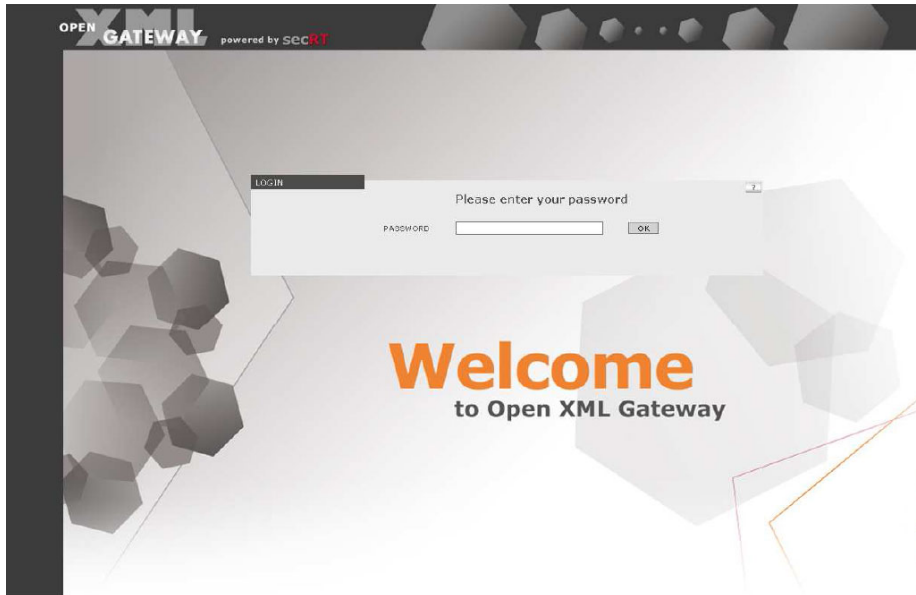 OPEN XML GATEWAY powered by secRT
LOGIN
?
Please enter your password
PASSWORD
OK
Welcome
to Open XML Gateway